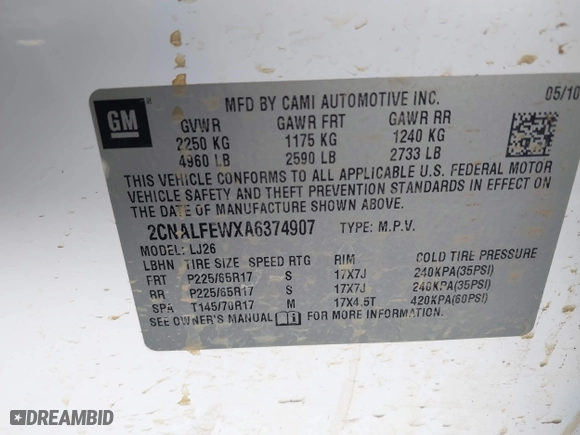 GM
MFD BY CAMI AUTOMOTIVE INC. 05/10
GVWR GAWR FRT GAWR RR
2250 KG 1175 KG 1240 KG
4960 LB 2590 LB 2733 LB
THIS VEHICLE CONFORMS TO ALL APPLICABLE U.S. FEDERAL MOTOR
VEHICLE SAFETY AND THEFT PREVENTION STANDARDS IN EFFECT ON
THE DATE OF MANUFACTURE SHOWN ABOVE.
2CNALFEWXA6374907 TYPE: M.P.V.
MODEL: LJ26
LBHN TIRE SIZE SPEED RTG RIM COLD TIRE PRESSURE
FRT P225/65R17 S 17X7J 240KPA(35PSI)
RR P225/65R17 S 17X7J 240KPA(35PSI)
SPA T145/70R17 M 17X4.5T 420KPA(60PSI)
SEE OWNER'S MANUAL FOR MORE INFORMATION.
DREAMBID